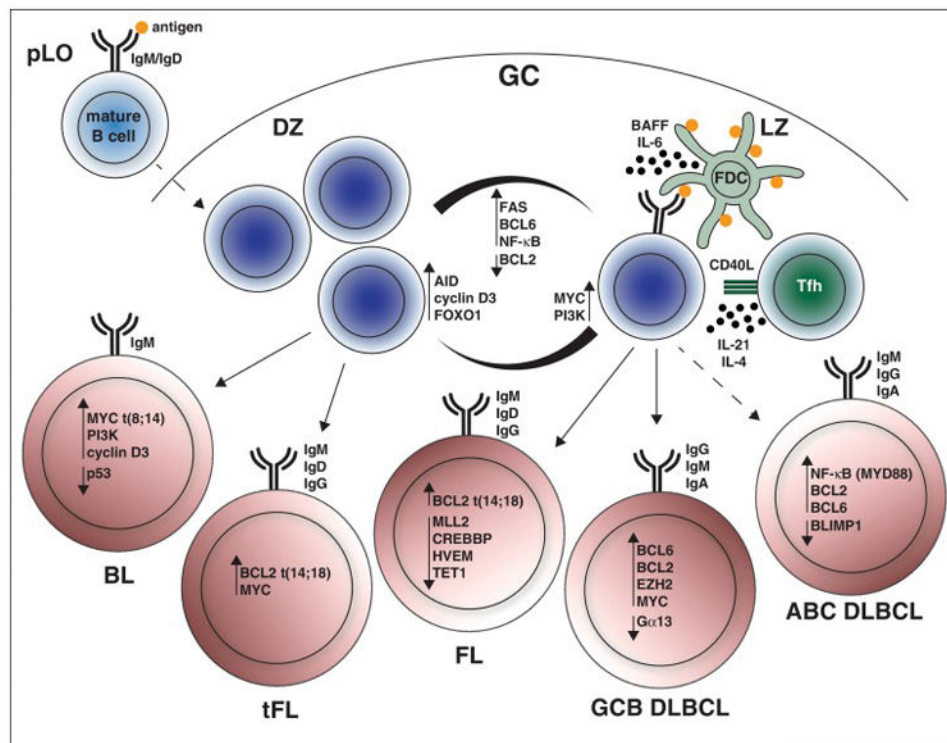 antigen
pLO
IgM/IgD
mature
B cell
GC
DZ
LZ
BAFF
IL-6
FDC
FAS
BCL6
NF-κB
BCL2
AID
cyclin D3
FOXO1
MYC
PI3K
CD40L
Tfh
IL-21
IL-4
IgM
MYC t(8;14)
PI3K
cyclin D3
p53
BL
IgM
IgD
IgG
BCL2 t(14;18)
MYC
tFL
IgM
IgD
IgG
BCL2 t(14;18)
MLL2
CREBBP
HVEM
TET1
FL
IgG
IgM
IgA
BCL6
BCL2
EZH2
MYC
Gα13
GCB DLBCL
IgM
IgG
IgA
NF-κB (MYD88)
BCL2
BCL6
BLIMP1
ABC DLBCL